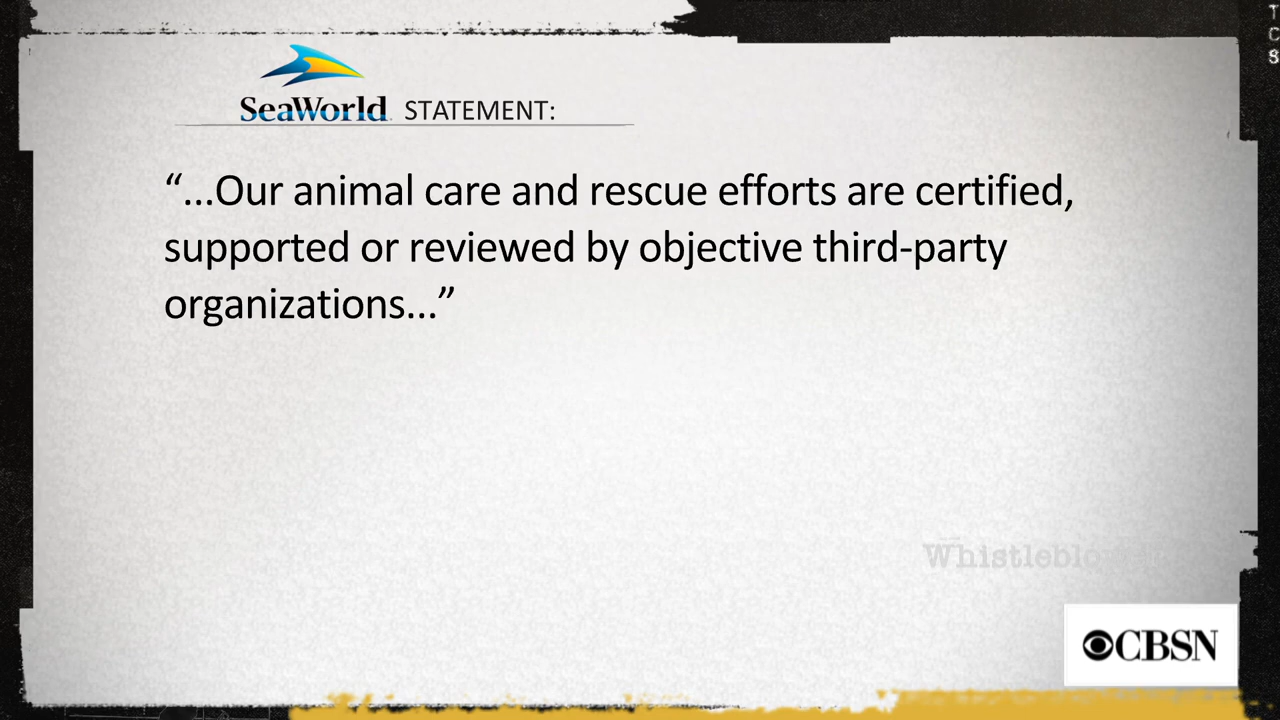 SeaWorld. STATEMENT:
“...Our animal care and rescue efforts are certified,
supported or reviewed by objective third-party
organizations...”
CBSN